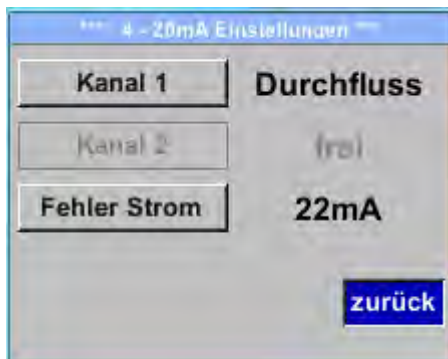 *** 4 - 20mA Einstellungen ***
Kanal 1 Durchfluss
Kanal 2 frei
Fehler Strom 22mA
zurück